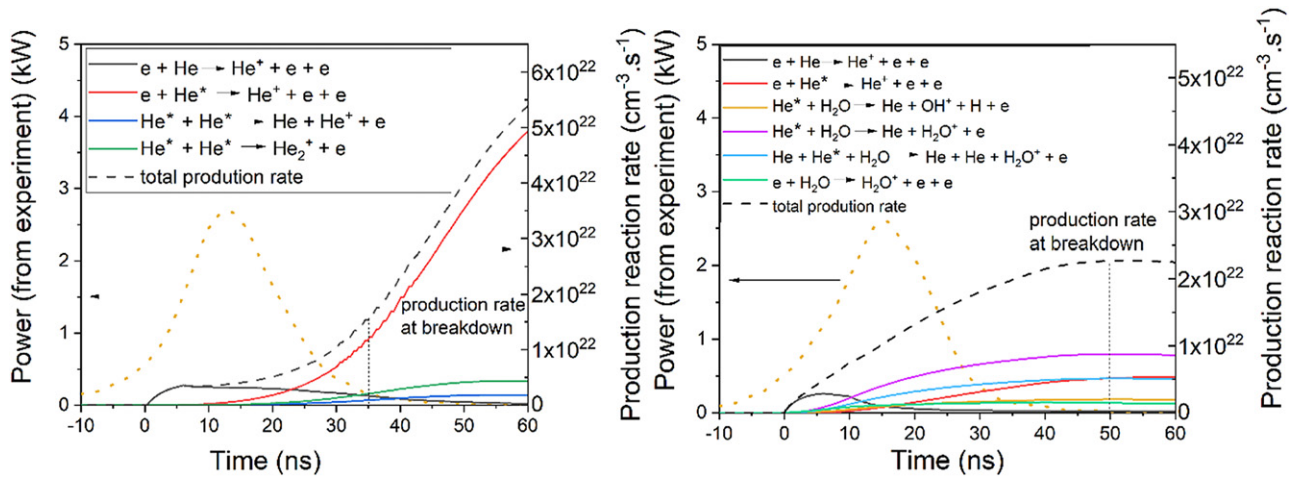 Power (from experiment) (kW)
5
4
3
2
1
0
e + He → He⁺ + e + e
e + He* → He⁺ + e + e
He* + He* ► He + He⁺ + e
He* + He* → He₂⁺ + e
total prodution rate
production rate
at breakdown
6x10²²
5x10²²
4x10²²
3x10²²
2x10²²
1x10²²
0
Production reaction rate (cm⁻³.s⁻¹)
-10 0 10 20 30 40 50 60
Time (ns)
Power (from experiment) (kW)
5
4
3
2
1
0
e + He → He⁺ + e + e
e + He* ► He⁺ + e + e
He* + H₂O → He + OH⁺ + H + e
He* + H₂O → He + H₂O⁺ + e
He + He* + H₂O ► He + He + H₂O⁺ + e
e + H₂O → H₂O⁺ + e + e
total prodution rate
production rate
at breakdown
5x10²²
4x10²²
3x10²²
2x10²²
1x10²²
0
Production reaction rate (cm⁻³.s⁻¹)
-10 0 10 20 30 40 50 60
Time (ns)